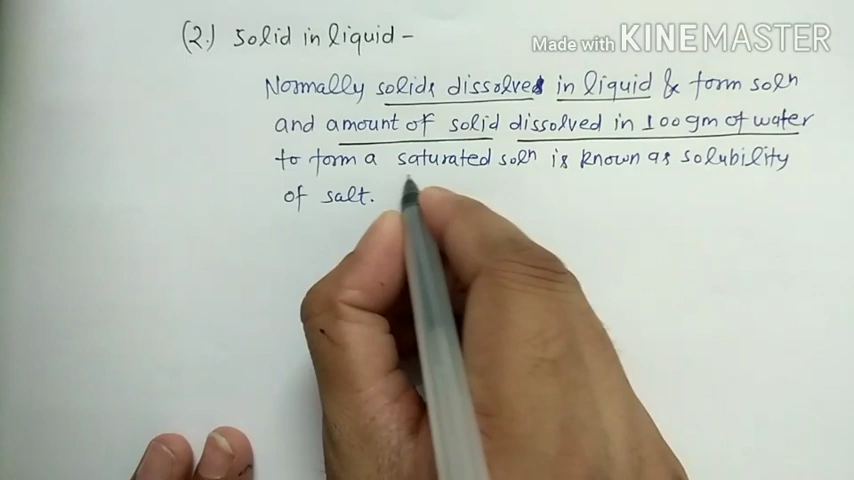 (2.) Solid in liquid -
Made with KINEMASTER
Normally solids dissolves in liquid & form soln
and amount of solid dissolved in 100gm of water
to form a saturated soln is known as solubility
of salt.